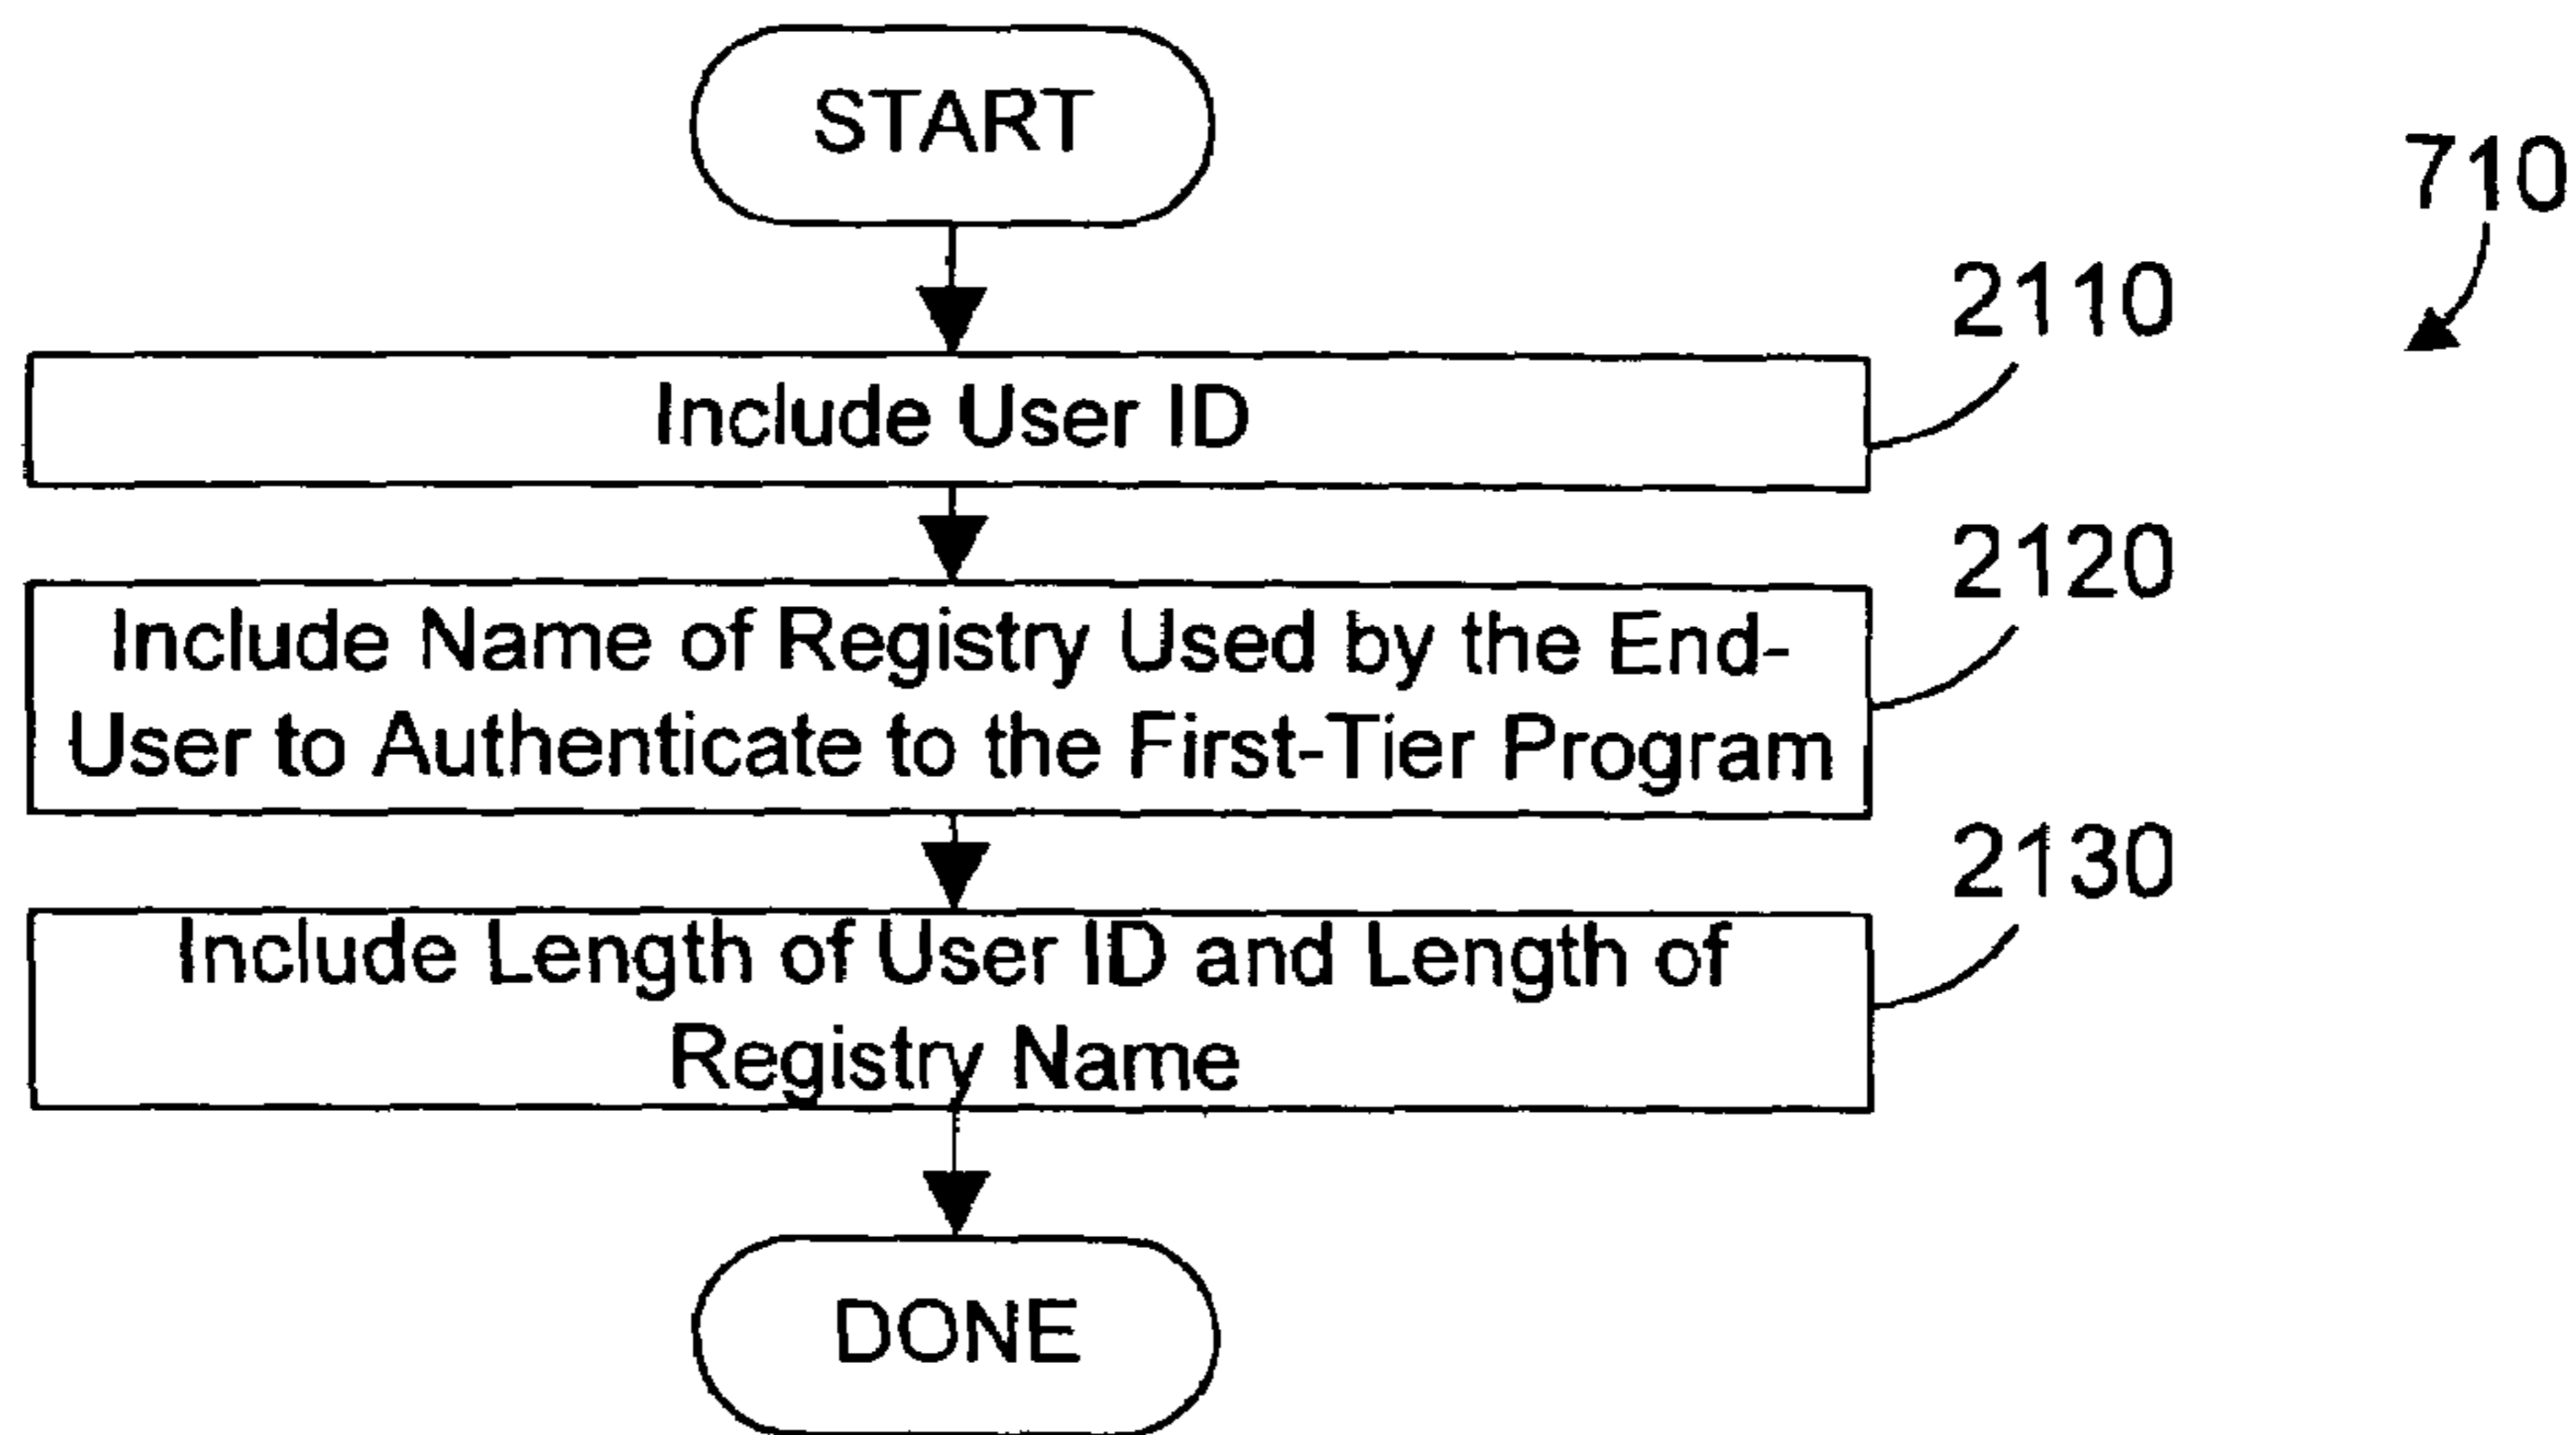 START
710
2110
Include User ID
2120
Include Name of Registry Used by the End-
User to Authenticate to the First-Tier Program
2130
Include Length of User ID and Length of
Registry Name
DONE